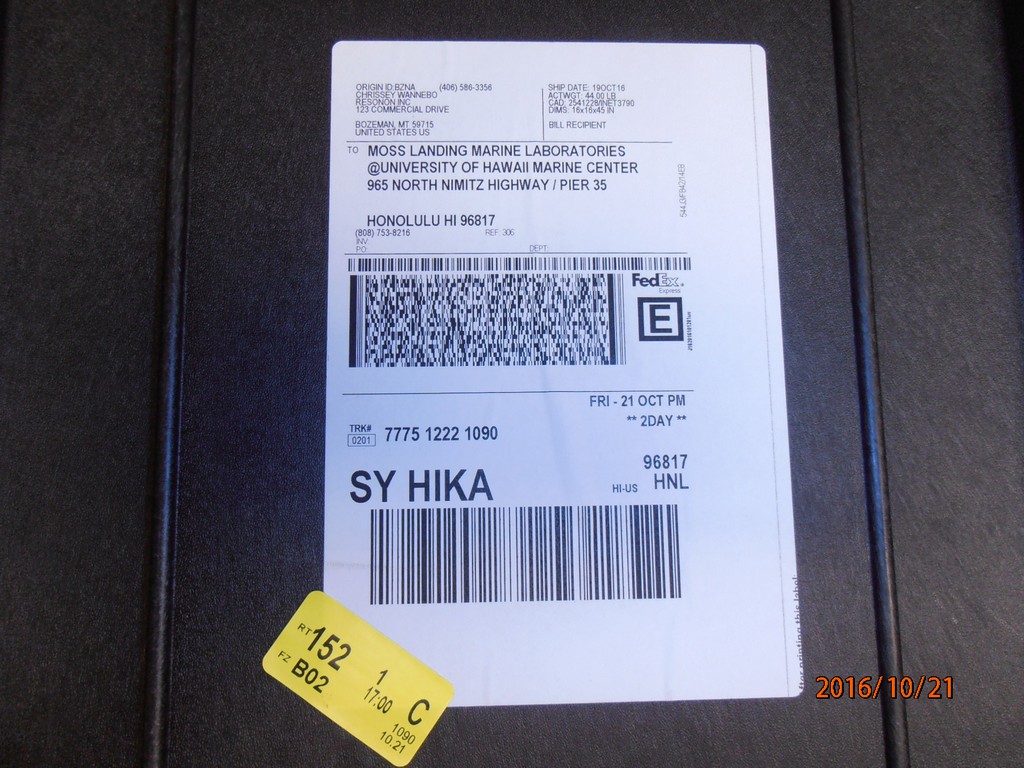 ORIGIN ID:BZNA (406) 586-3356
CHRISSEY WANNEBO
RESONON INC
123 COMMERCIAL DRIVE
BOZEMAN, MT 59715
UNITED STATES US
SHIP DATE: 19OCT16
ACTWGT: 44.00 LB
CAD: 2541228/INET3790
DIMS: 16x16x45 IN
BILL RECIPIENT
TO MOSS LANDING MARINE LABORATORIES
@UNIVERSITY OF HAWAII MARINE CENTER
965 NORTH NIMITZ HIGHWAY / PIER 35
HONOLULU HI 96817
(808) 753-8216 REF: 306
INV:
PO: DEPT:
FedEx
Express
E
FRI - 21 OCT PM
** 2DAY **
TRK#
0201
7775 1222 1090
96817
SY HIKA
HI-US HNL
after printing this label
RT 152 1 C
FZ B02 17:00 1090
10.21
2016/10/21